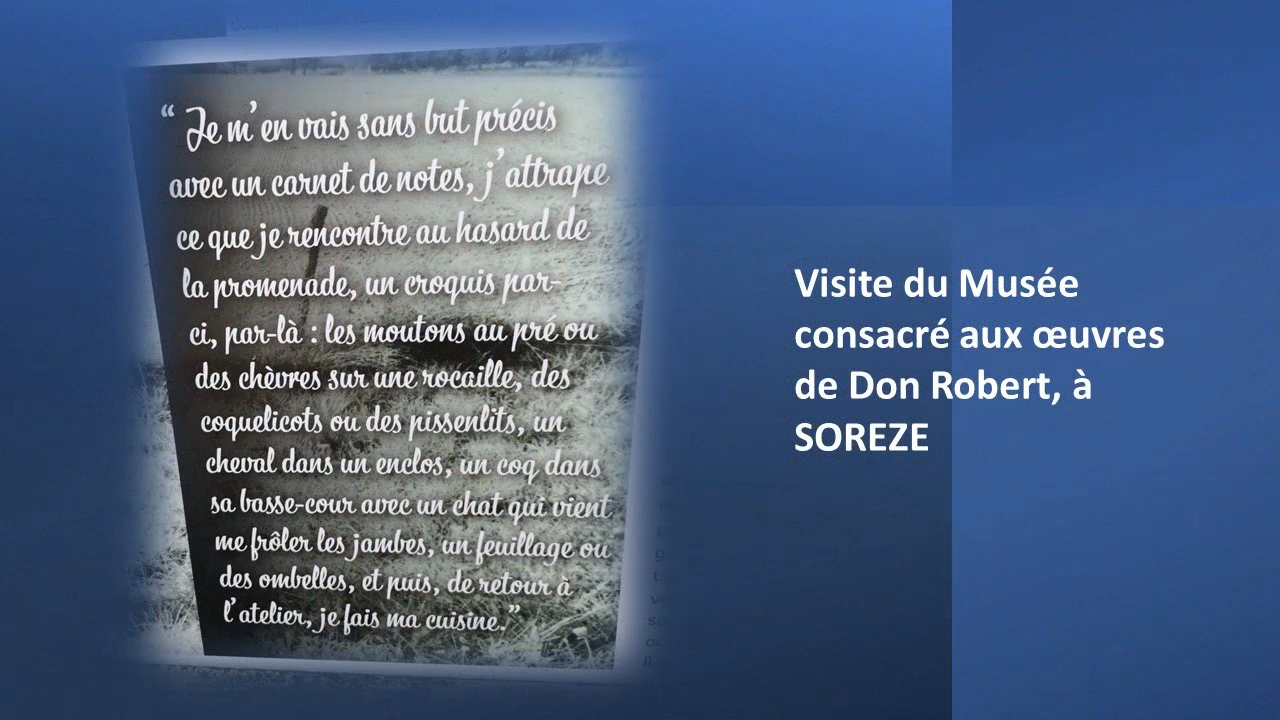 “ Je m’en vais sans but précis
avec un carnet de notes, j’attrape
ce que je rencontre au hasard de
la promenade, un croquis par-
ci, par-là : les moutons au pré ou
des chèvres sur une rocaille, des
coquelicots ou des pissenlits, un
cheval dans un enclos, un coq dans
sa basse-cour avec un chat qui vient
me frôler les jambes, un feuillage ou
des ombelles, et puis, de retour à
l’atelier, je fais ma cuisine.”
Visite du Musée
consacré aux œuvres
de Don Robert, à
SOREZE